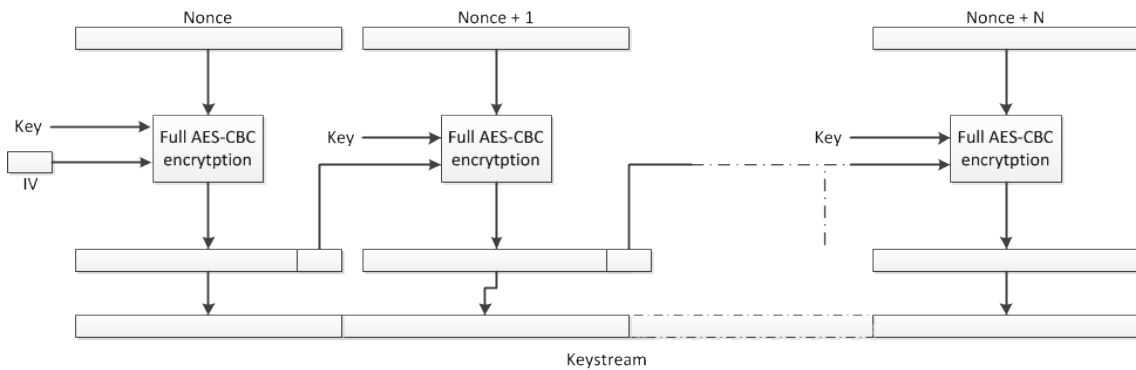 Nonce
Nonce + 1
Nonce + N
Key
Full AES-CBC
encrytption
IV
Key
Full AES-CBC
encrytption
Key
Full AES-CBC
encrytption
Keystream